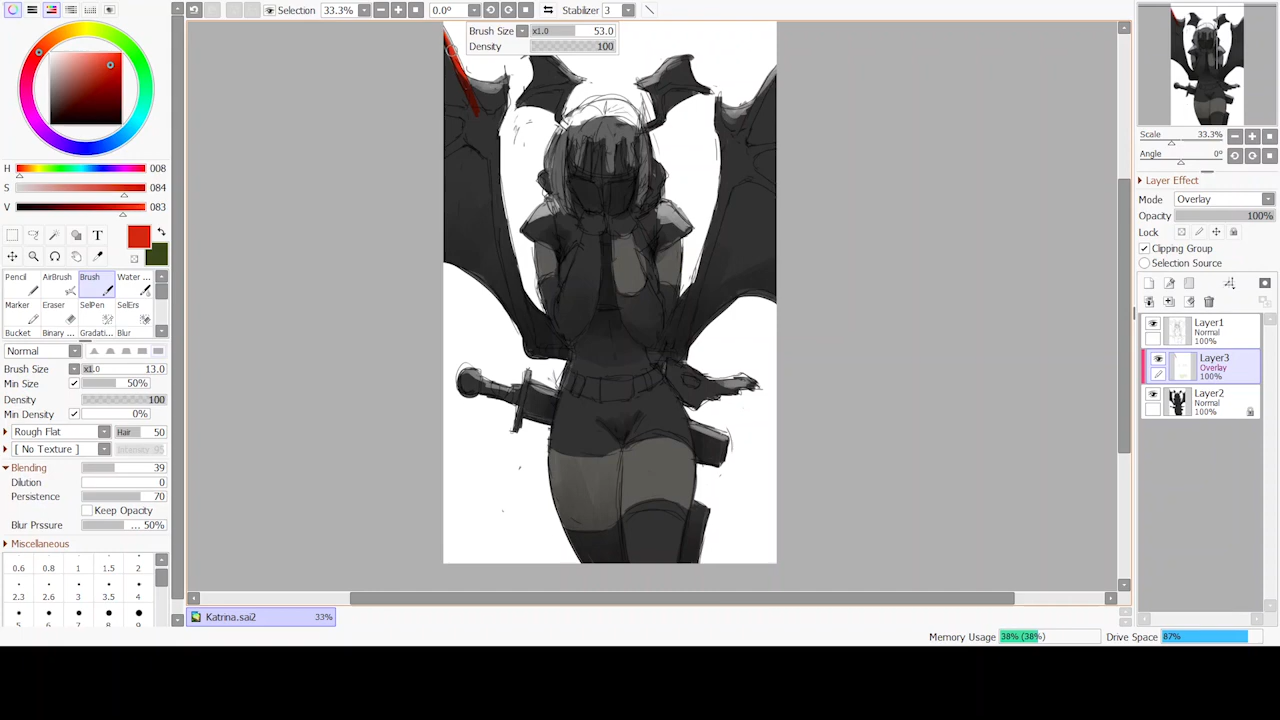 Selection
33.3%
0.0°
Stabilizer 3
Brush Size x1.0 53.0
Density 100
H 008
S 084
V 083
T
Pencil AirBrush Brush Water ...
Marker Eraser SelPen SelErs
Bucket Binary ... Gradati... Blur
Normal
Brush Size x1.0 13.0
Min Size 50%
Density 100
Min Density 0%
Rough Flat Hair 50
[ No Texture ] Intensity 95
Blending 39
Dilution 0
Persistence 70
Keep Opacity
Blur Prssure ... 50%
Miscellaneous
0.6 0.8 1 1.5 2
2.3 2.6 3 3.5 4
Katrina.sai2 33%
Scale 33.3%
Angle 0°
Layer Effect
Mode Overlay
Opacity 100%
Lock
Clipping Group
Selection Source
Layer1
Normal
100%
Layer3
Overlay
100%
Layer2
Normal
100%
Memory Usage 38% (38%) Drive Space 87%